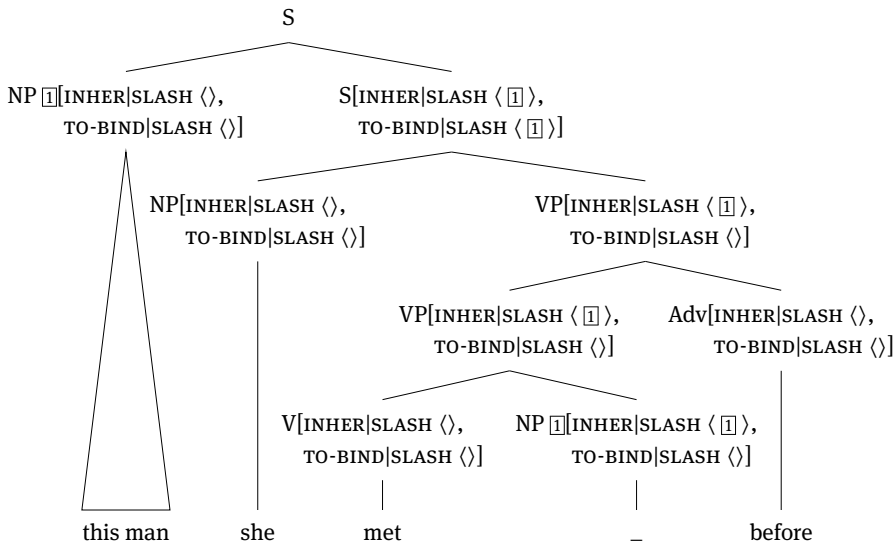 S
NP 1[INHER|SLASH ⟨⟩, S[INHER|SLASH ⟨ 1 ⟩,
TO-BIND|SLASH ⟨⟩] TO-BIND|SLASH ⟨ 1 ⟩]
NP[INHER|SLASH ⟨⟩, VP[INHER|SLASH ⟨ 1 ⟩,
TO-BIND|SLASH ⟨⟩] TO-BIND|SLASH ⟨⟩]
VP[INHER|SLASH ⟨ 1 ⟩, Adv[INHER|SLASH ⟨⟩,
TO-BIND|SLASH ⟨⟩] TO-BIND|SLASH ⟨⟩]
V[INHER|SLASH ⟨⟩, NP 1[INHER|SLASH ⟨ 1 ⟩,
TO-BIND|SLASH ⟨⟩] TO-BIND|SLASH ⟨⟩]
this man she met _ before